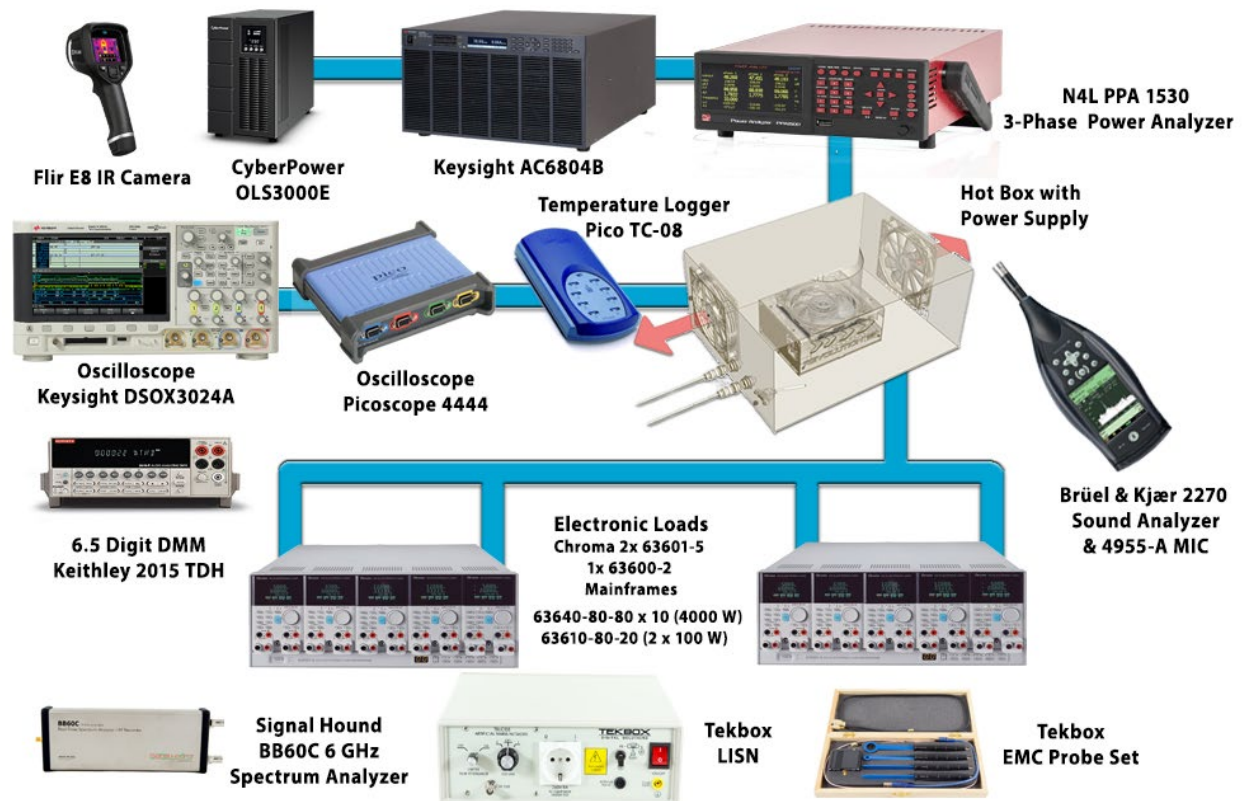 Flir E8 IR Camera
CyberPower
OLS3000E
Keysight AC6804B
N4L PPA 1530
3-Phase Power Analyzer
Oscilloscope
Keysight DSOX3024A
Oscilloscope
Picoscope 4444
pico
Temperature Logger
Pico TC-08
Hot Box with
Power Supply
Brüel & Kjær 2270
Sound Analyzer
& 4955-A MIC
6.5 Digit DMM
Keithley 2015 TDH
Electronic Loads
Chroma 2x 63601-5
1x 63600-2
Mainframes
63640-80-80 x 10 (4000 W)
63610-80-20 (2 x 100 W)
BB60C
Signal Hound
BB60C 6 GHz
Spectrum Analyzer
TEKBOX
Tekbox
LISN
Tekbox
EMC Probe Set